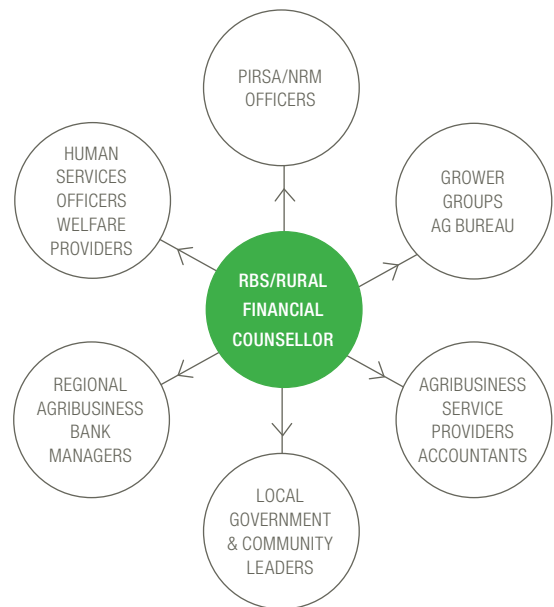 PIRSA/NRM
OFFICERS
HUMAN
SERVICES
OFFICERS
WELFARE
PROVIDERS
GROWER
GROUPS
AG BUREAU
RBS/RURAL
FINANCIAL
COUNSELLOR
REGIONAL
AGRIBUSINESS
BANK
MANAGERS
AGRIBUSINESS
SERVICE
PROVIDERS
ACCOUNTANTS
LOCAL
GOVERNMENT
& COMMUNITY
LEADERS